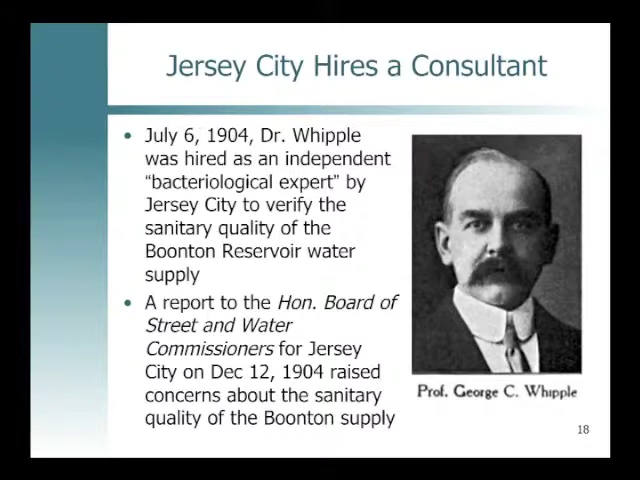 Jersey City Hires a Consultant
• July 6, 1904, Dr. Whipple
was hired as an independent
“bacteriological expert” by
Jersey City to verify the
sanitary quality of the
Boonton Reservoir water
supply
• A report to the Hon. Board of
Street and Water
Commissioners for Jersey
City on Dec 12, 1904 raised
concerns about the sanitary
quality of the Boonton supply
Prof. George C. Whipple
18